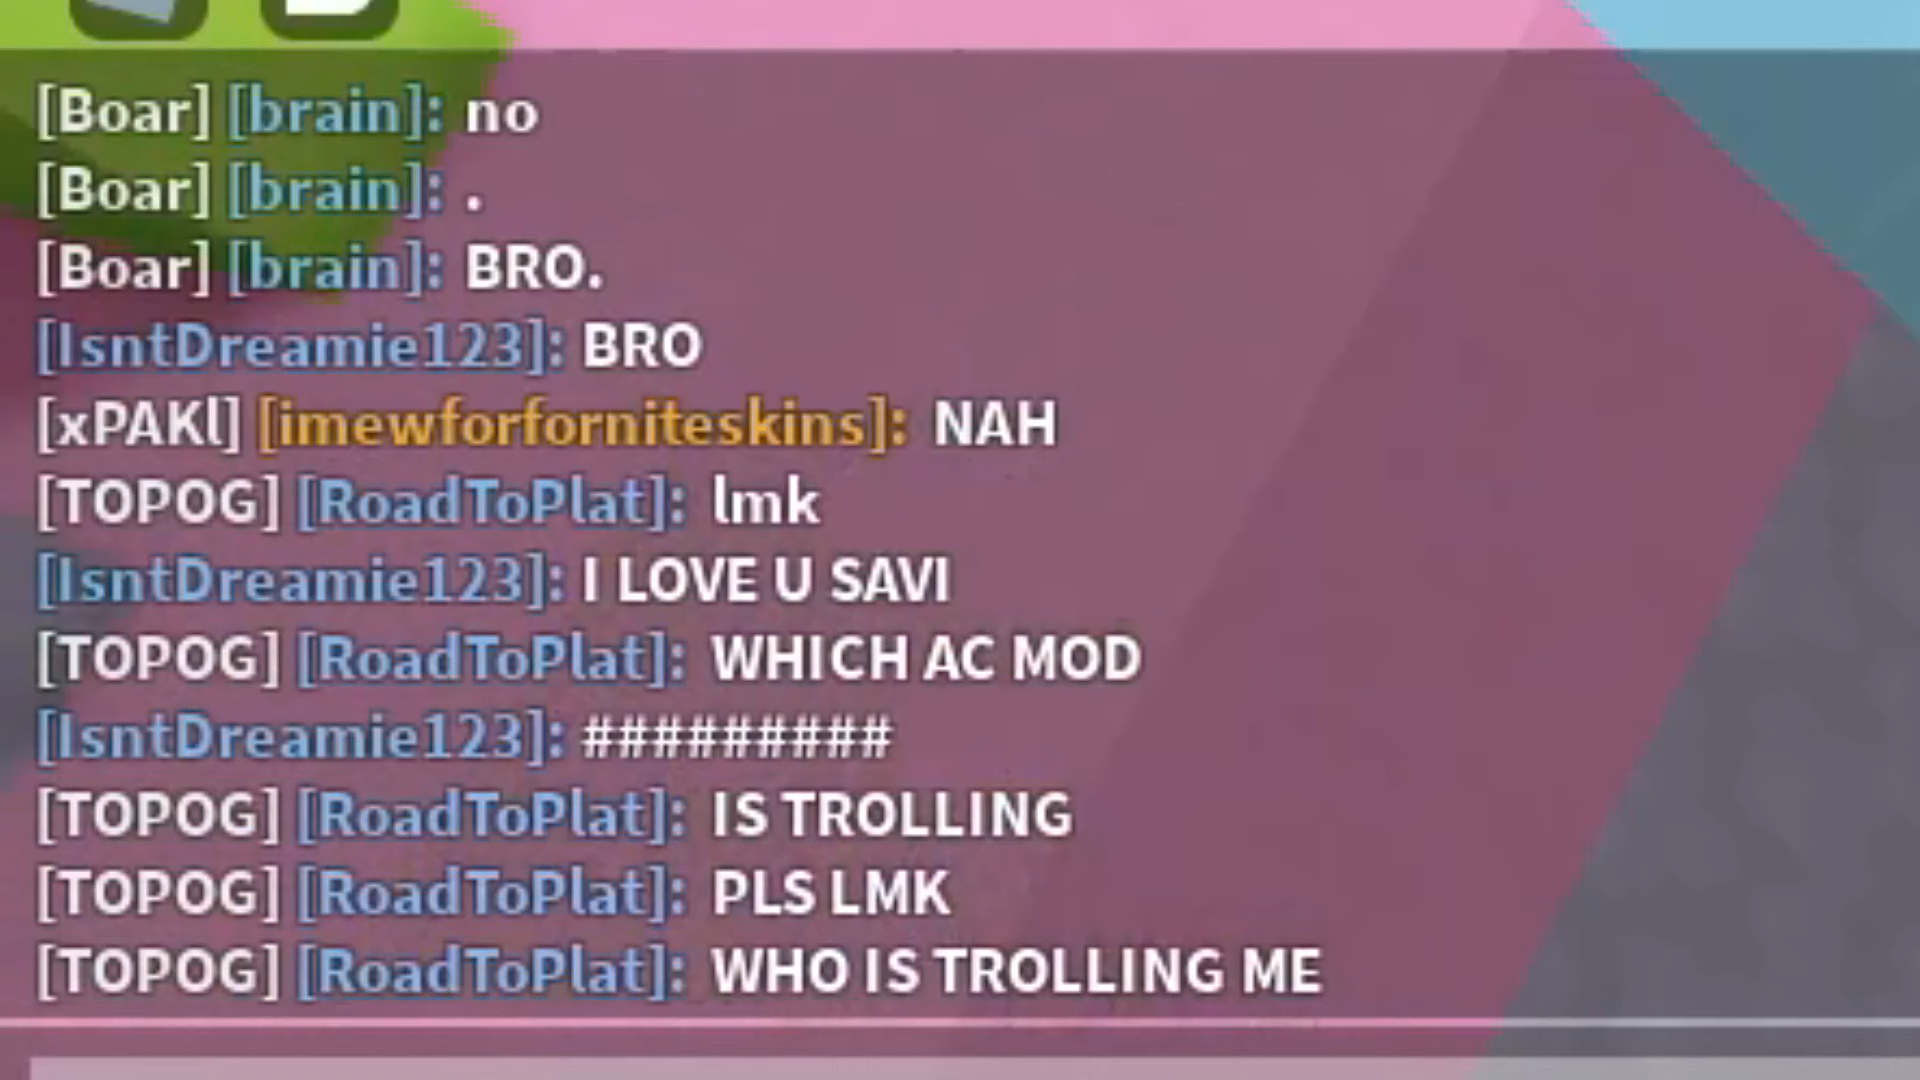 [Boar] [brain]: no
[Boar] [brain]: .
[Boar] [brain]: BRO.
[IsntDreamie123]: BRO
[xPAKl] [imewforforniteskins]: NAH
[TOPOG] [RoadToPlat]: lmk
[IsntDreamie123]: I LOVE U SAVI
[TOPOG] [RoadToPlat]: WHICH AC MOD
[IsntDreamie123]: #########
[TOPOG] [RoadToPlat]: IS TROLLING
[TOPOG] [RoadToPlat]: PLS LMK
[TOPOG] [RoadToPlat]: WHO IS TROLLING ME